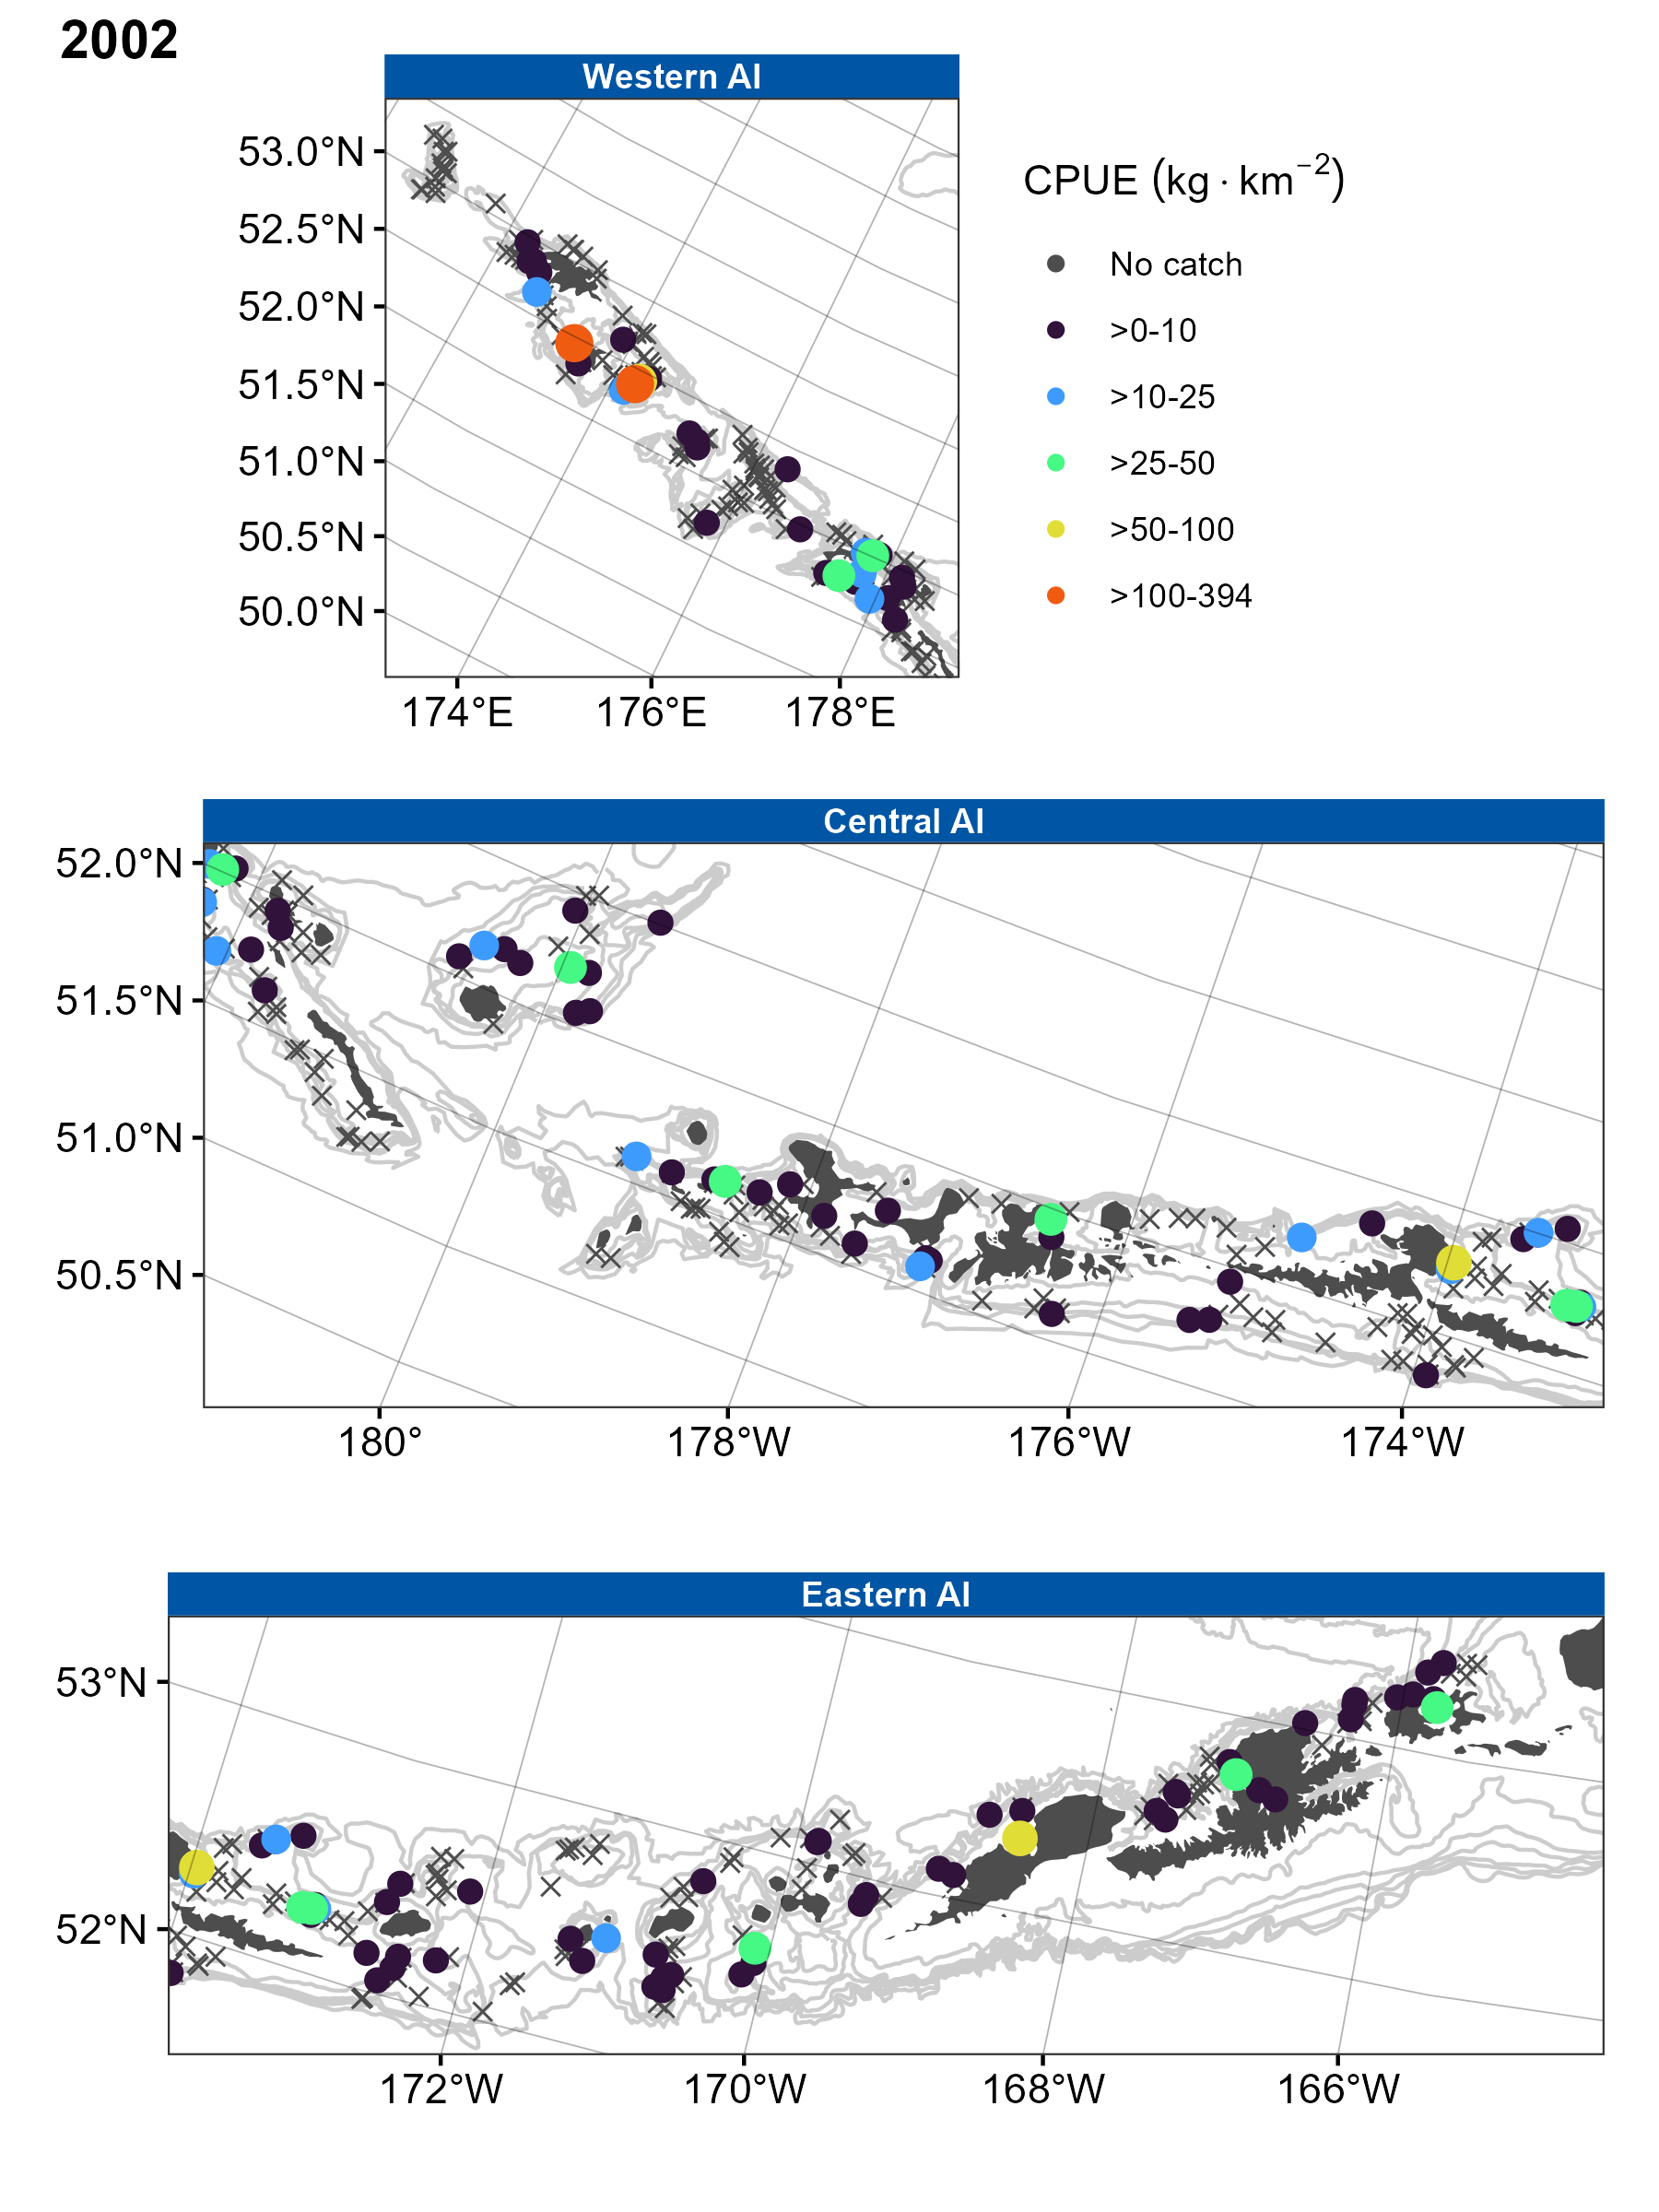 2002
Western AI
53.0°N
52.5°N
52.0°N
51.5°N
51.0°N
50.5°N
50.0°N
174°E 176°E 178°E
CPUE (kg · km⁻²)
No catch
>0-10
>10-25
>25-50
>50-100
>100-394
Central AI
52.0°N
51.5°N
51.0°N
50.5°N
180° 178°W 176°W 174°W
Eastern AI
53°N
52°N
172°W 170°W 168°W 166°W